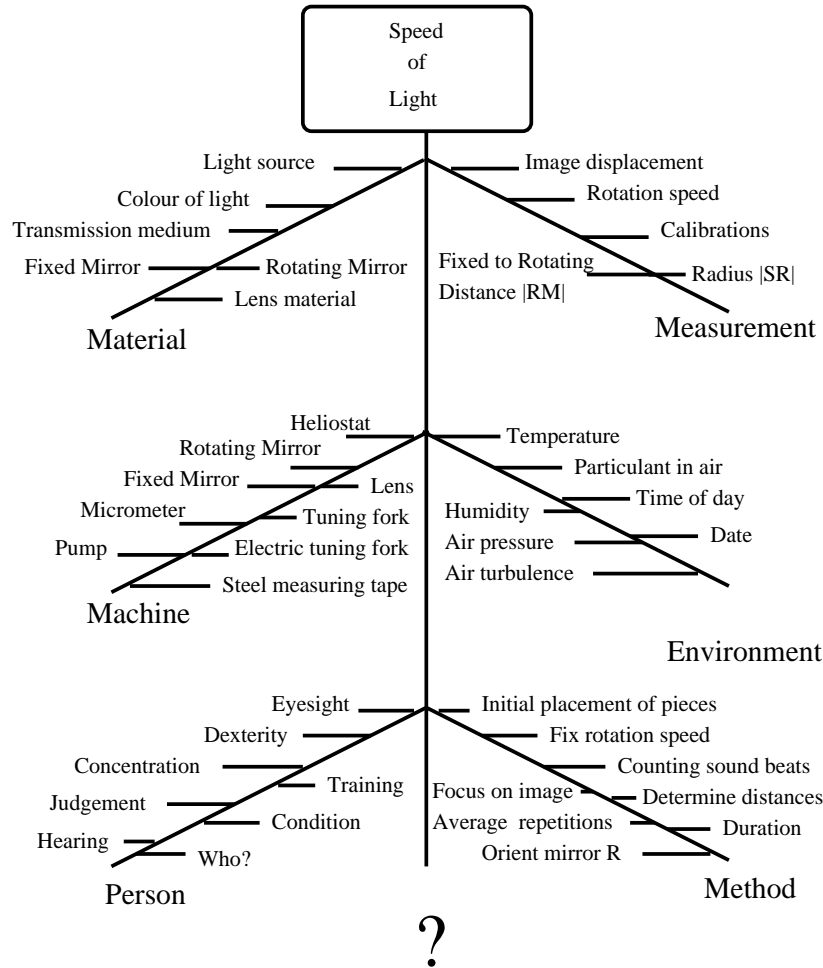 Speed
of
Light
Light source
Colour of light
Transmission medium
Fixed Mirror
Rotating Mirror
Lens material
Material
Image displacement
Rotation speed
Calibrations
Fixed to Rotating
Distance |RM|
Radius |SR|
Measurement
Heliostat
Rotating Mirror
Fixed Mirror
Lens
Micrometer
Tuning fork
Pump
Electric tuning fork
Steel measuring tape
Machine
Temperature
Particulant in air
Time of day
Humidity
Date
Air pressure
Air turbulence
Environment
Eyesight
Dexterity
Concentration
Training
Judgement
Condition
Hearing
Who?
Person
Initial placement of pieces
Fix rotation speed
Counting sound beats
Focus on image
Determine distances
Average repetitions
Duration
Orient mirror R
Method
?